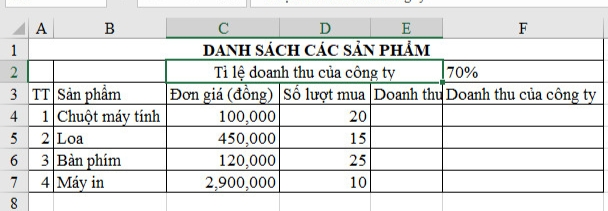 A B C D E F
1 DANH SÁCH CÁC SẢN PHẨM
2 Tỉ lệ doanh thu của công ty 70%
3 TT Sản phẩm Đơn giá (đồng) Số lượt mua Doanh thu Doanh thu của công ty
4 1 Chuột máy tính 100,000 20
5 2 Loa 450,000 15
6 3 Bàn phím 120,000 25
7 4 Máy in 2,900,000 10
8